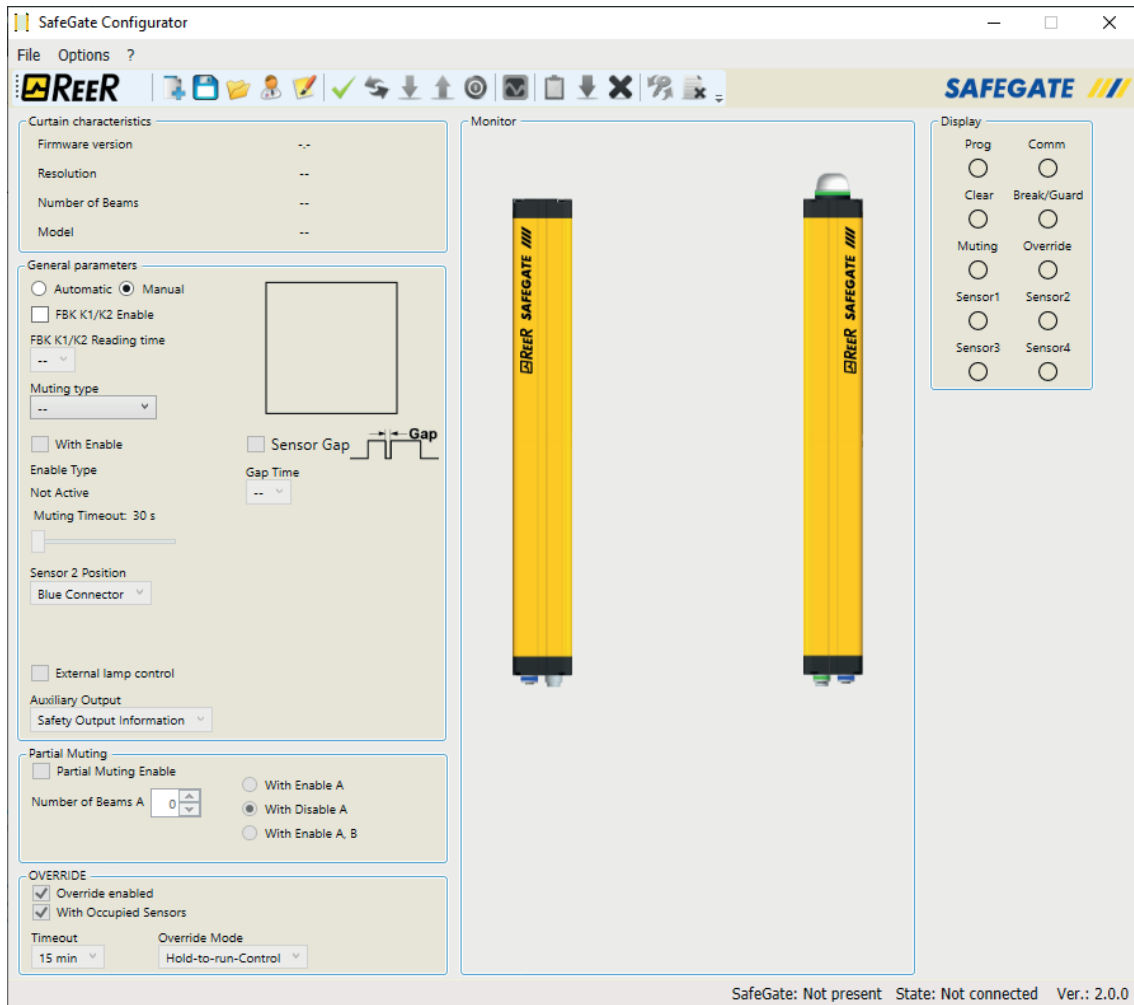 SafeGate Configurator
File Options ?
REER
SAFEGATE
Curtain characteristics
Firmware version -.-
Resolution --
Number of Beams --
Model --
General parameters
Automatic Manual
FBK K1/K2 Enable
FBK K1/K2 Reading time
--
Muting type
--
With Enable
Sensor Gap
Gap
Enable Type
Gap Time
Not Active
--
Muting Timeout: 30 s
Sensor 2 Position
Blue Connector
External lamp control
Auxiliary Output
Safety Output Information
Partial Muting
Partial Muting Enable
Number of Beams A 0
With Enable A
With Disable A
With Enable A, B
OVERRIDE
Override enabled
With Occupied Sensors
Timeout Override Mode
15 min Hold-to-run-Control
Monitor
REER SAFEGATE
REER SAFEGATE
Display
Prog Comm
Clear Break/Guard
Muting Override
Sensor1 Sensor2
Sensor3 Sensor4
SafeGate: Not present State: Not connected Ver.: 2.0.0